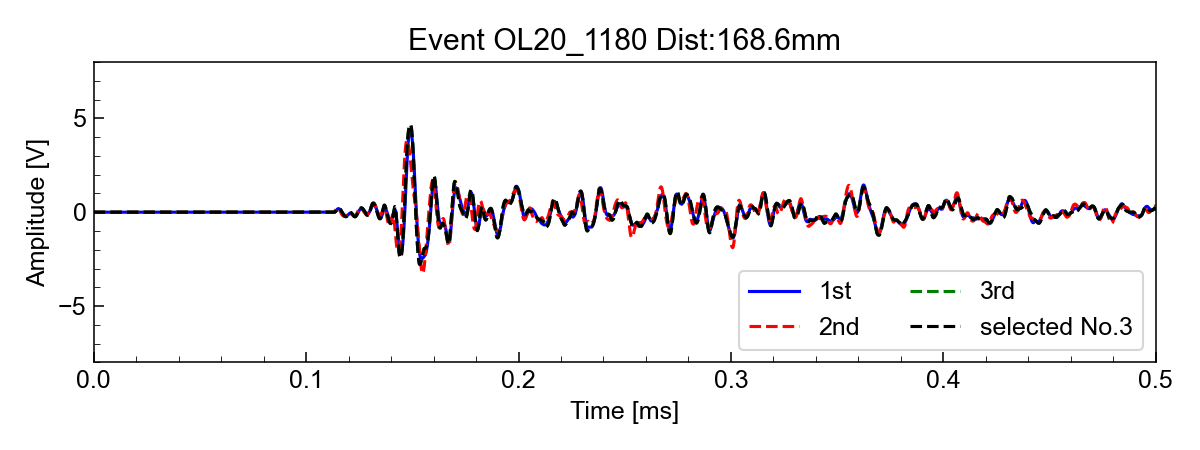 Event OL20_1180 Dist:168.6mm
Amplitude [V]
5
0
−5
1st
2nd
3rd
selected No.3
0.0
0.1
0.2
0.3
0.4
0.5
Time [ms]